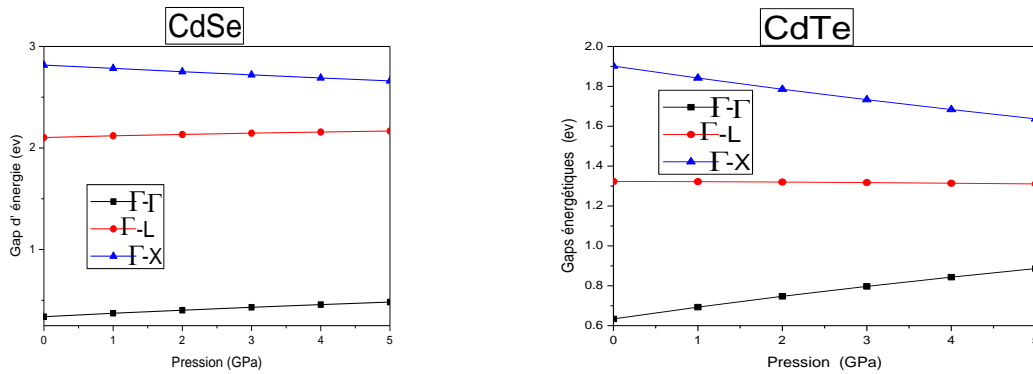 CdSe
3
2
1
0
1
2
3
4
5
Gap d' énergie (ev)
Pression (GPa)
Γ-Γ
Γ-L
Γ-X
CdTe
2.0
1.8
1.6
1.4
1.2
1.0
0.8
0.6
0
1
2
3
4
5
Gaps énergétiques (ev)
Pression (GPa)
Γ-Γ
Γ-L
Γ-X